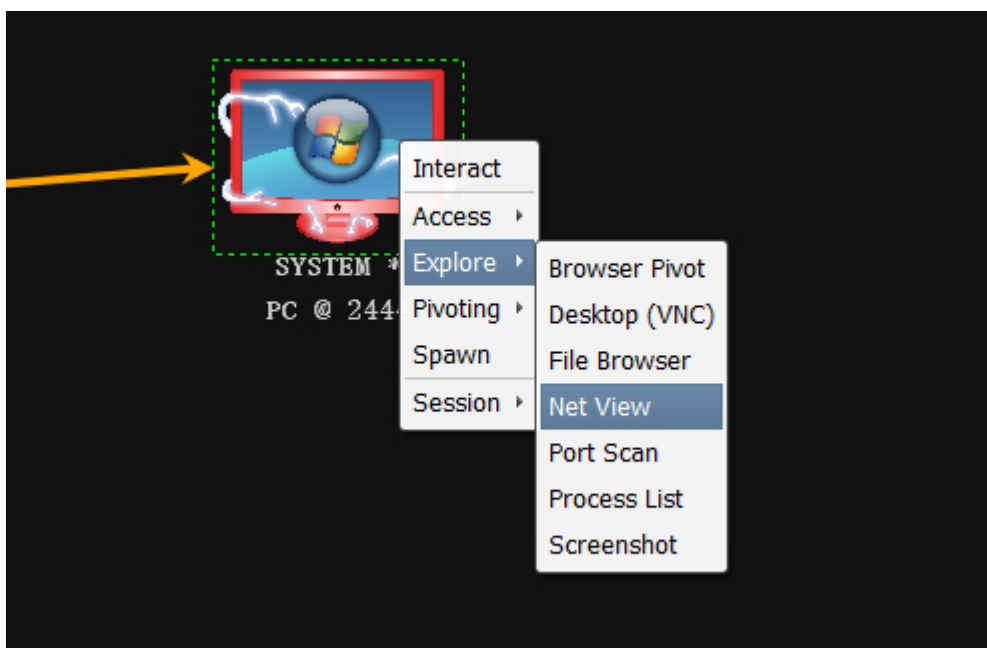 Interact
Access
SYSTEM *
Explore
PC @ 244
Pivoting
Spawn
Session
Browser Pivot
Desktop (VNC)
File Browser
Net View
Port Scan
Process List
Screenshot